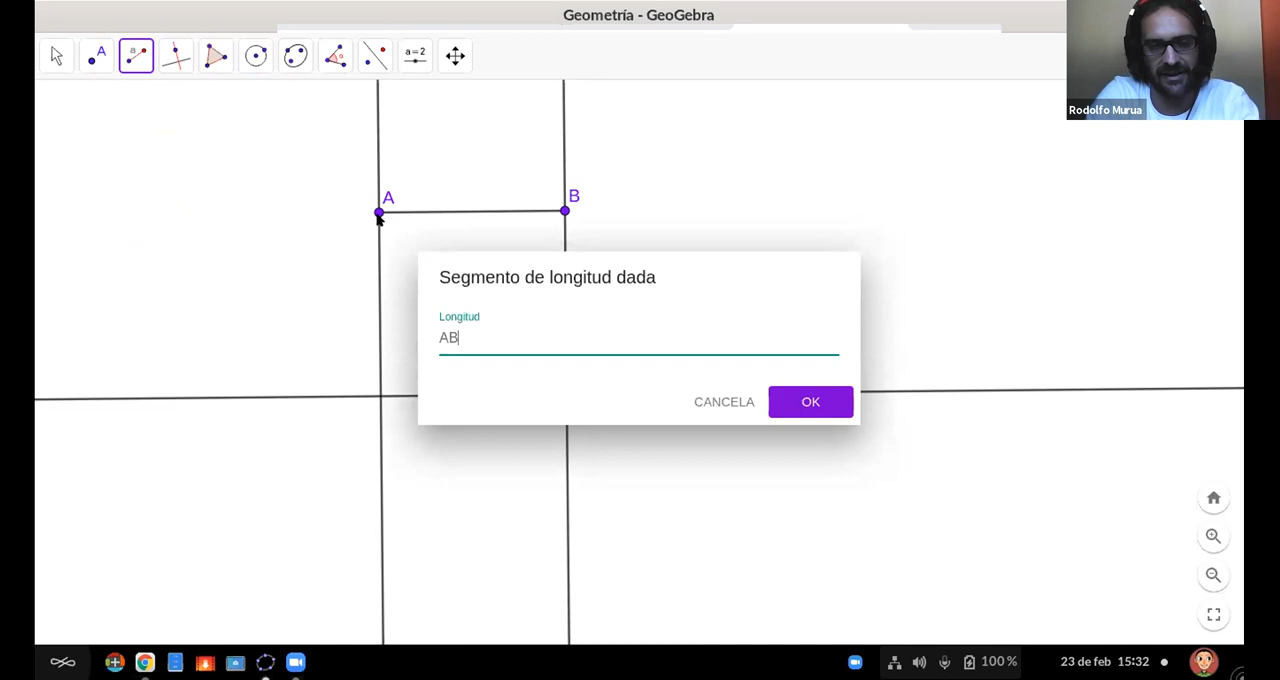 Geometría - GeoGebra
A
a
α
a=2
Rodolfo Murua
A
B
Segmento de longitud dada
Longitud
AB
CANCELA
OK
100 %
23 de feb 15:32